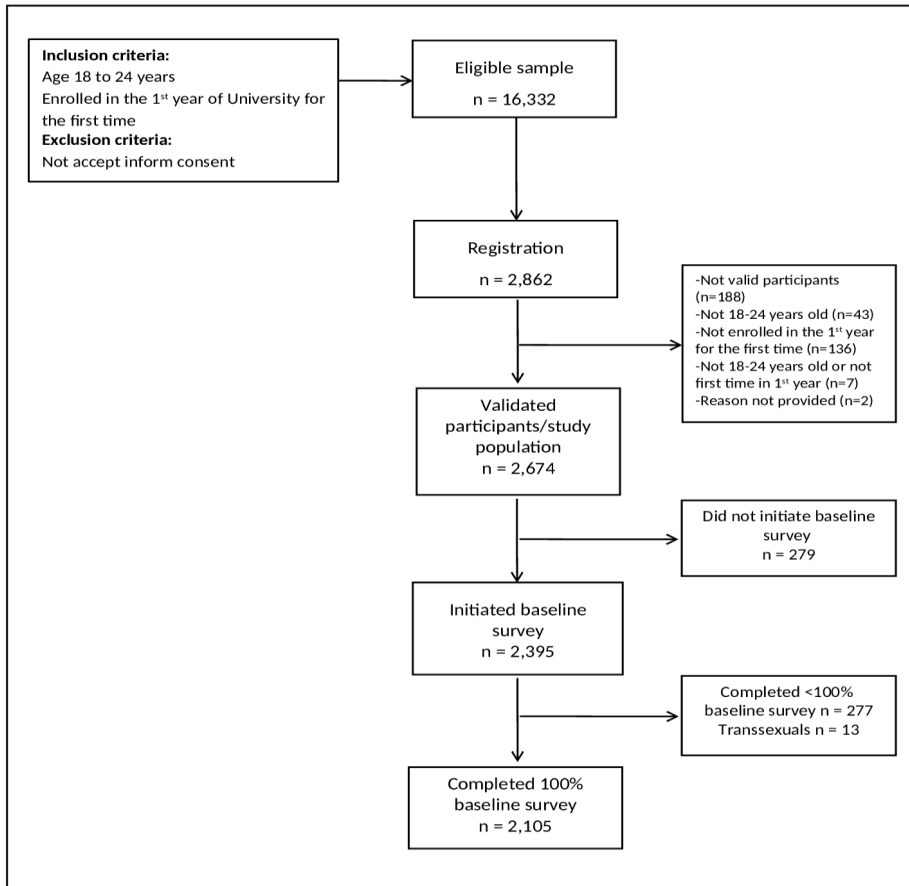 Inclusion criteria:
Age 18 to 24 years
Enrolled in the 1st year of University for
the first time
Exclusion criteria:
Not accept inform consent
Eligible sample
n = 16,332
Registration
n = 2,862
-Not valid participants
(n=188)
-Not 18-24 years old (n=43)
-Not enrolled in the 1st year
for the first time (n=136)
-Not 18-24 years old or not
first time in 1st year (n=7)
-Reason not provided (n=2)
Validated
participants/study
population
n = 2,674
Did not initiate baseline
survey
n = 279
Initiated baseline
survey
n = 2,395
Completed <100%
baseline survey n = 277
Transsexuals n = 13
Completed 100%
baseline survey
n = 2,105